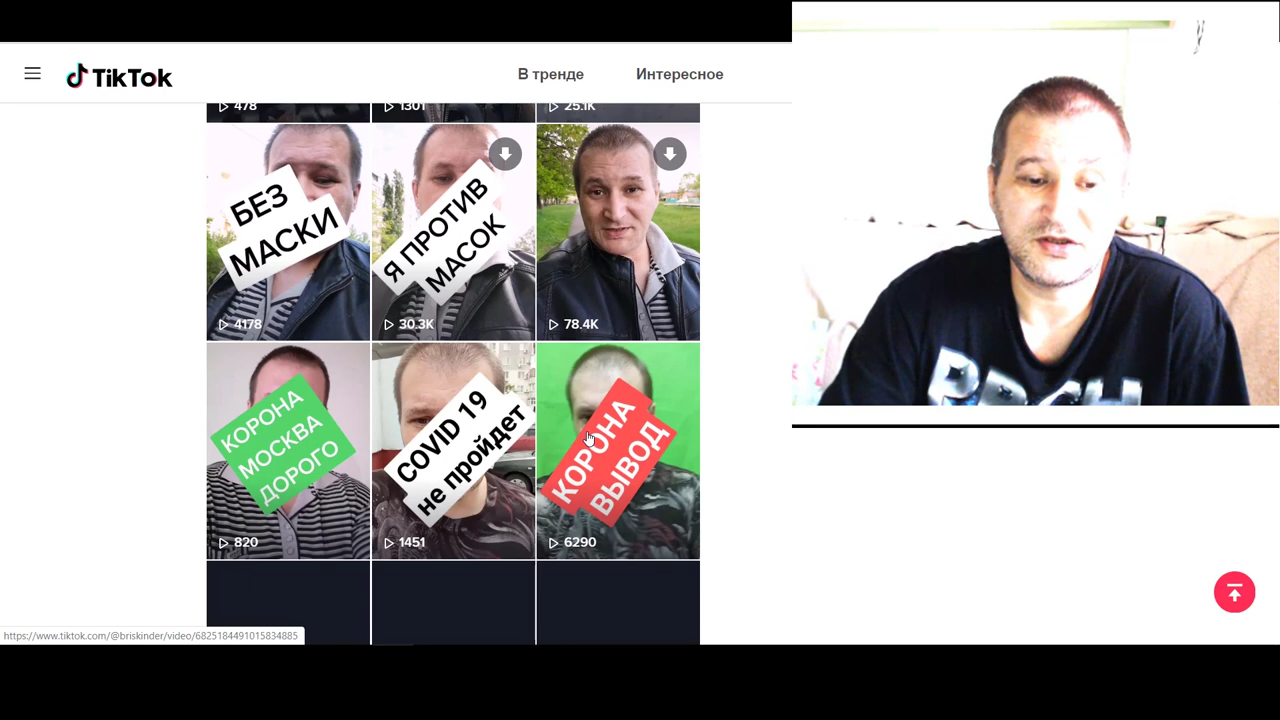 TikTok
В тренде
Интересное
478
1301
25.1K
БЕЗ
МАСКИ
4178
Я ПРОТИВ
МАСОК
30.3K
78.4K
КОРОНА
МОСКВА
ДОРОГО
820
COVID 19
не пройдет
1451
КОРОНА
ВЫВОД
6290
https://www.tiktok.com/@briskinder/video/6825184491015834885